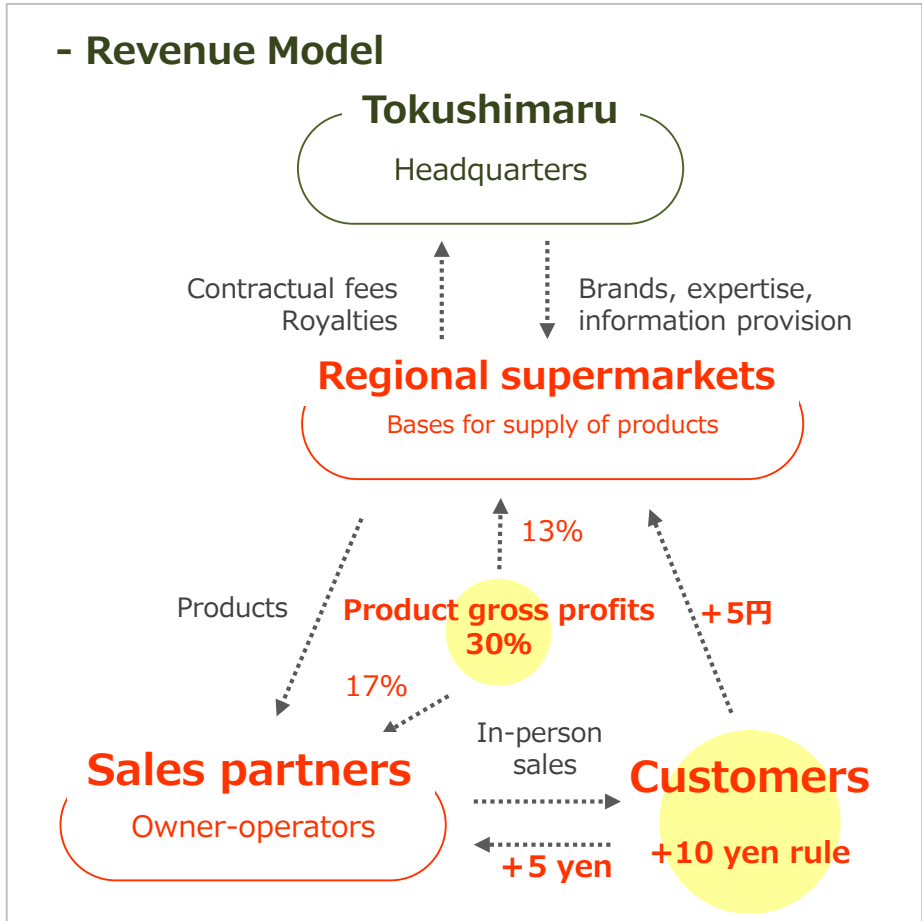 - Revenue Model
Tokushimaru
Headquarters
Contractual fees
Royalties
Brands, expertise,
information provision
Regional supermarkets
Bases for supply of products
13%
Products
Product gross profits
30%
+5円
17%
In-person
sales
Sales partners
Owner-operators
Customers
+10 yen rule
+5 yen